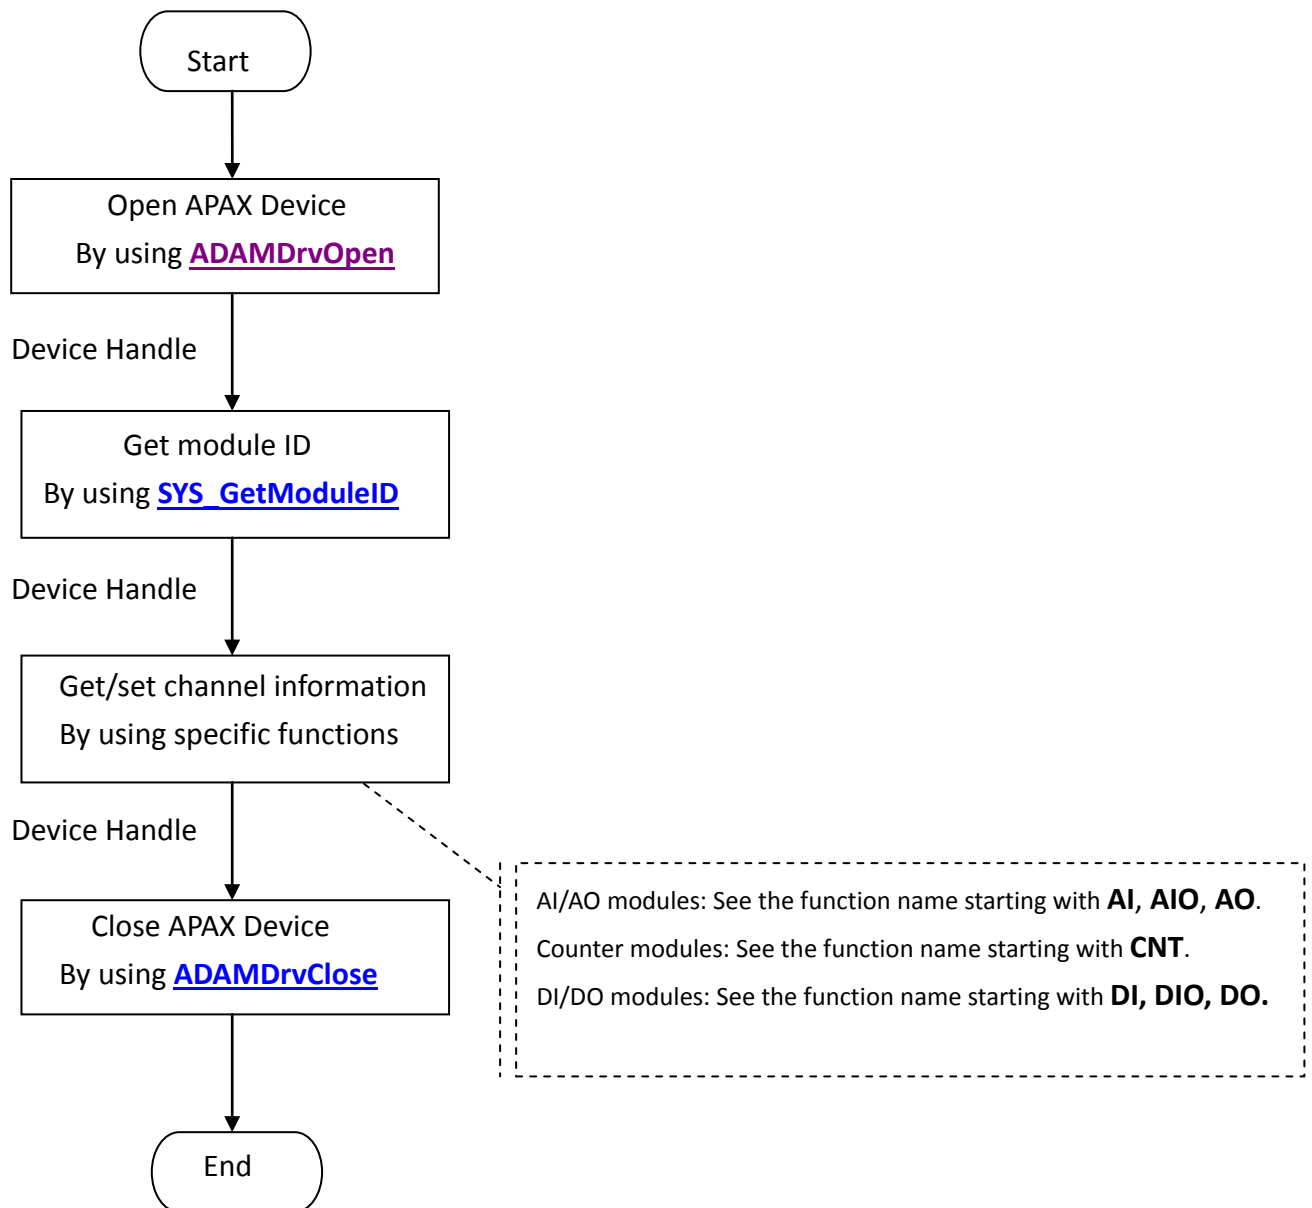 Start
Open APAX Device
By using ADAMDrvOpen
Device Handle
Get module ID
By using SYS_GetModuleID
Device Handle
Get/set channel information
By using specific functions
Device Handle
AI/AO modules: See the function name starting with AI, AIO, AO.
Counter modules: See the function name starting with CNT.
DI/DO modules: See the function name starting with DI, DIO, DO.
Close APAX Device
By using ADAMDrvClose
End